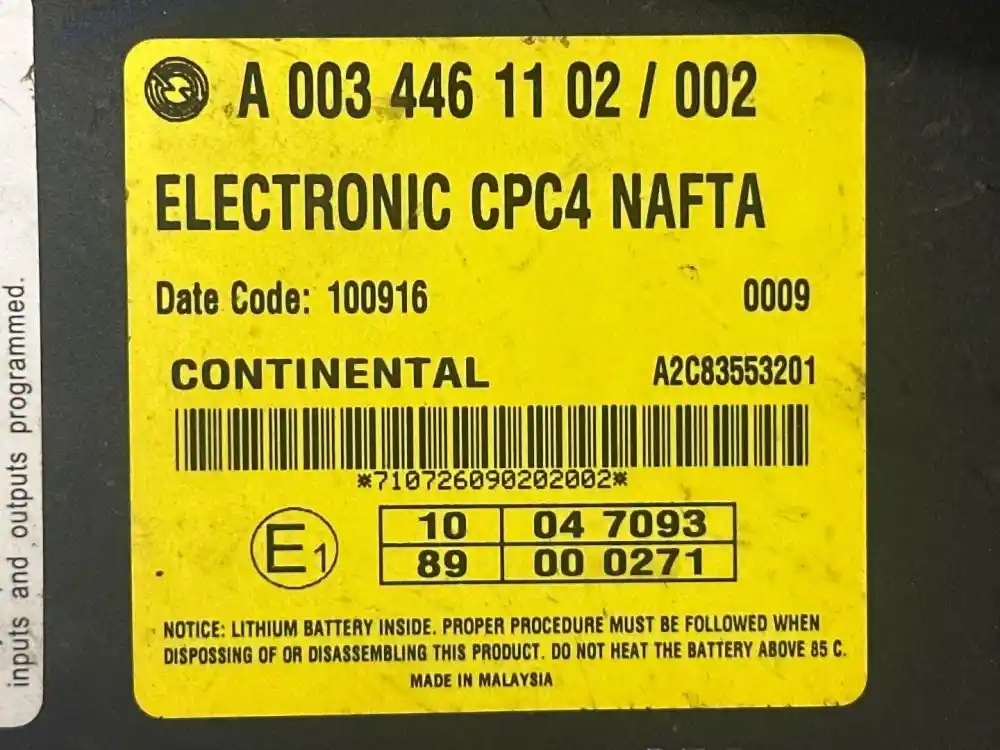 A 003 446 11 02 / 002
ELECTRONIC CPC4 NAFTA
Date Code: 100916 0009
CONTINENTAL A2C83553201
*710726090202002*
E1
10 04 7093
89 00 0271
NOTICE: LITHIUM BATTERY INSIDE. PROPER PROCEDURE MUST BE FOLLOWED WHEN
DISPOSSING OF OR DISASSEMBLING THIS PRODUCT. DO NOT HEAT THE BATTERY ABOVE 85 C.
MADE IN MALAYSIA
inputs and outputs programmed.